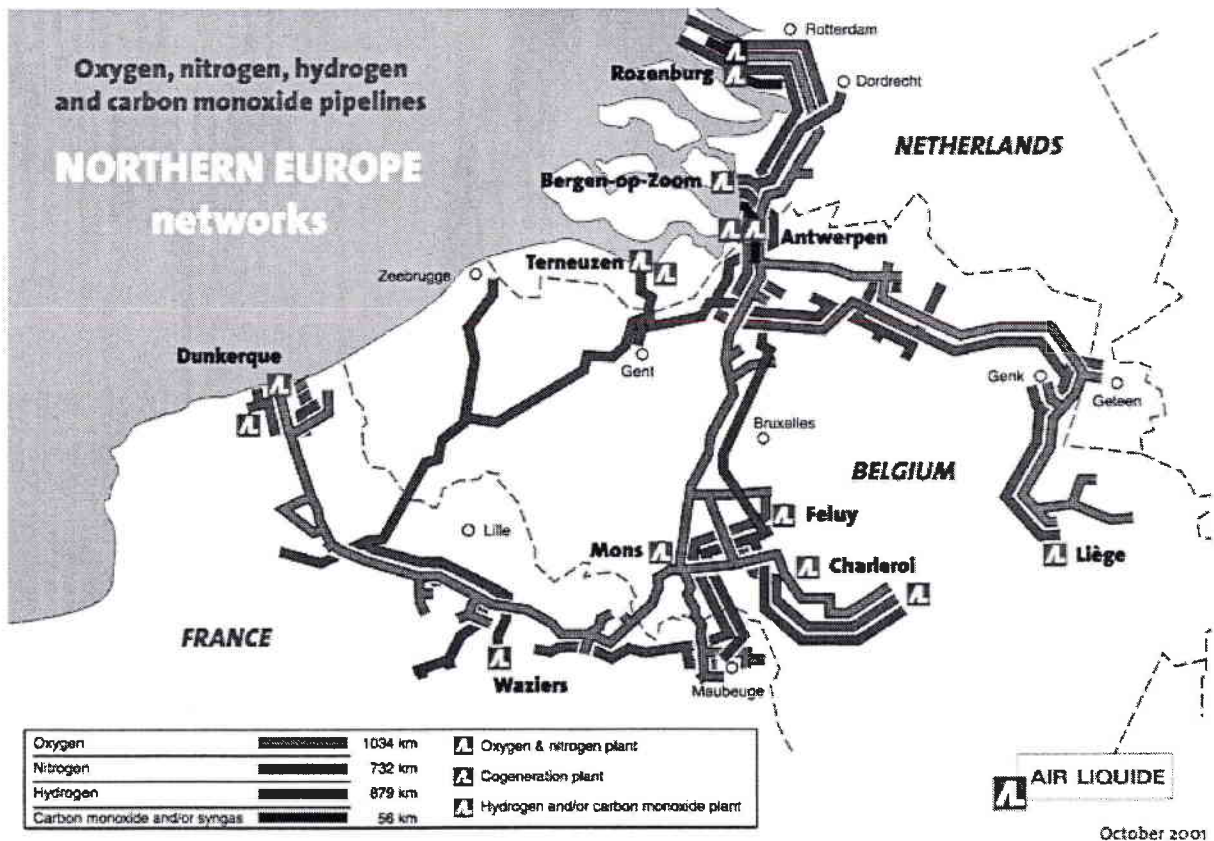 Oxygen, nitrogen, hydrogen
and carbon monoxide pipelines
NORTHERN EUROPE
networks
Rotterdam
Rozenburg
Dordrecht
NETHERLANDS
Bergen-op-Zoom
Antwerpen
Terneuzen
Zeebrugge
Dunkerque
Gent
Genk
Geleen
Bruxelles
BELGIUM
Lille
Feluy
Mons
Charleroi
Liège
FRANCE
Waziers
Maubeuge
Oxygen 1034 km
Nitrogen 732 km
Hydrogen 879 km
Carbon monoxide and/or syngas 56 km
Oxygen & nitrogen plant
Cogeneration plant
Hydrogen and/or carbon monoxide plant
AIR LIQUIDE
October 2001